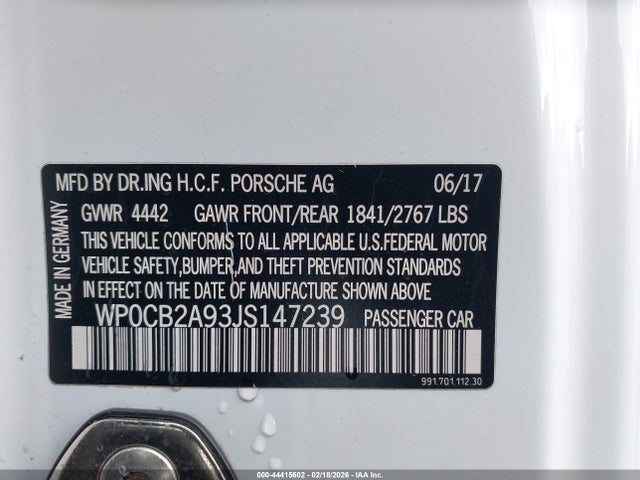 MFD BY DR.ING H.C.F. PORSCHE AG 06/17
GVWR 4442 GAWR FRONT/REAR 1841/2767 LBS
THIS VEHICLE CONFORMS TO ALL APPLICABLE U.S.FEDERAL MOTOR
VEHICLE SAFETY,BUMPER,AND THEFT PREVENTION STANDARDS
IN EFFECT ON THE DATE OF MANUFACTURE SHOWN ABOVE.
WP0CB2A93JS147239 PASSENGER CAR
991.701.112.30
MADE IN GERMANY
000-44415602 - 02/18/2026 - IAAI.COM